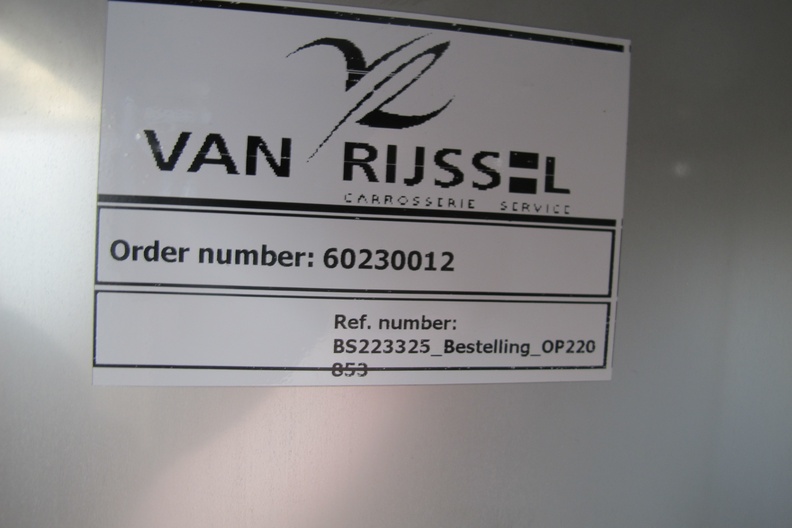 VAN RIJSSEL
CARROSSERIE SERVICE
Order number: 60230012
Ref. number:
BS223325_Bestelling_OP220
853